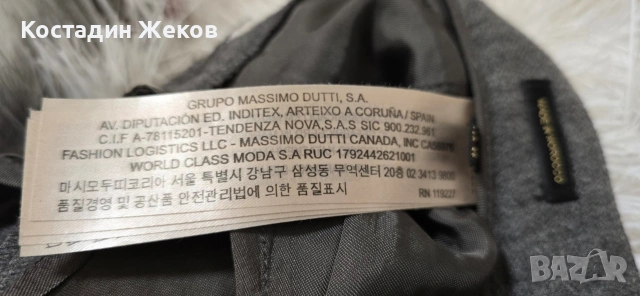 Костадин Жеков
GRUPO MASSIMO DUTTI, S.A.
AV. DIPUTACIÓN ED. INDITEX, ARTEIXO A CORUÑA / SPAIN
C.I.F A-78115201-TENDENZA NOVA,S.A.S SIC 900.232.961
FASHION LOGISTICS LLC - MASSIMO DUTTI CANADA, INC CA56976
WORLD CLASS MODA S.A RUC 1792442621001
마시모두띠코리아 서울 특별시 강남구 삼성동 무역센터 20층 02 3413 9800
품질경영 및 공산품 안전관리법에 의한 품질표시
RN 119227
BAZAR